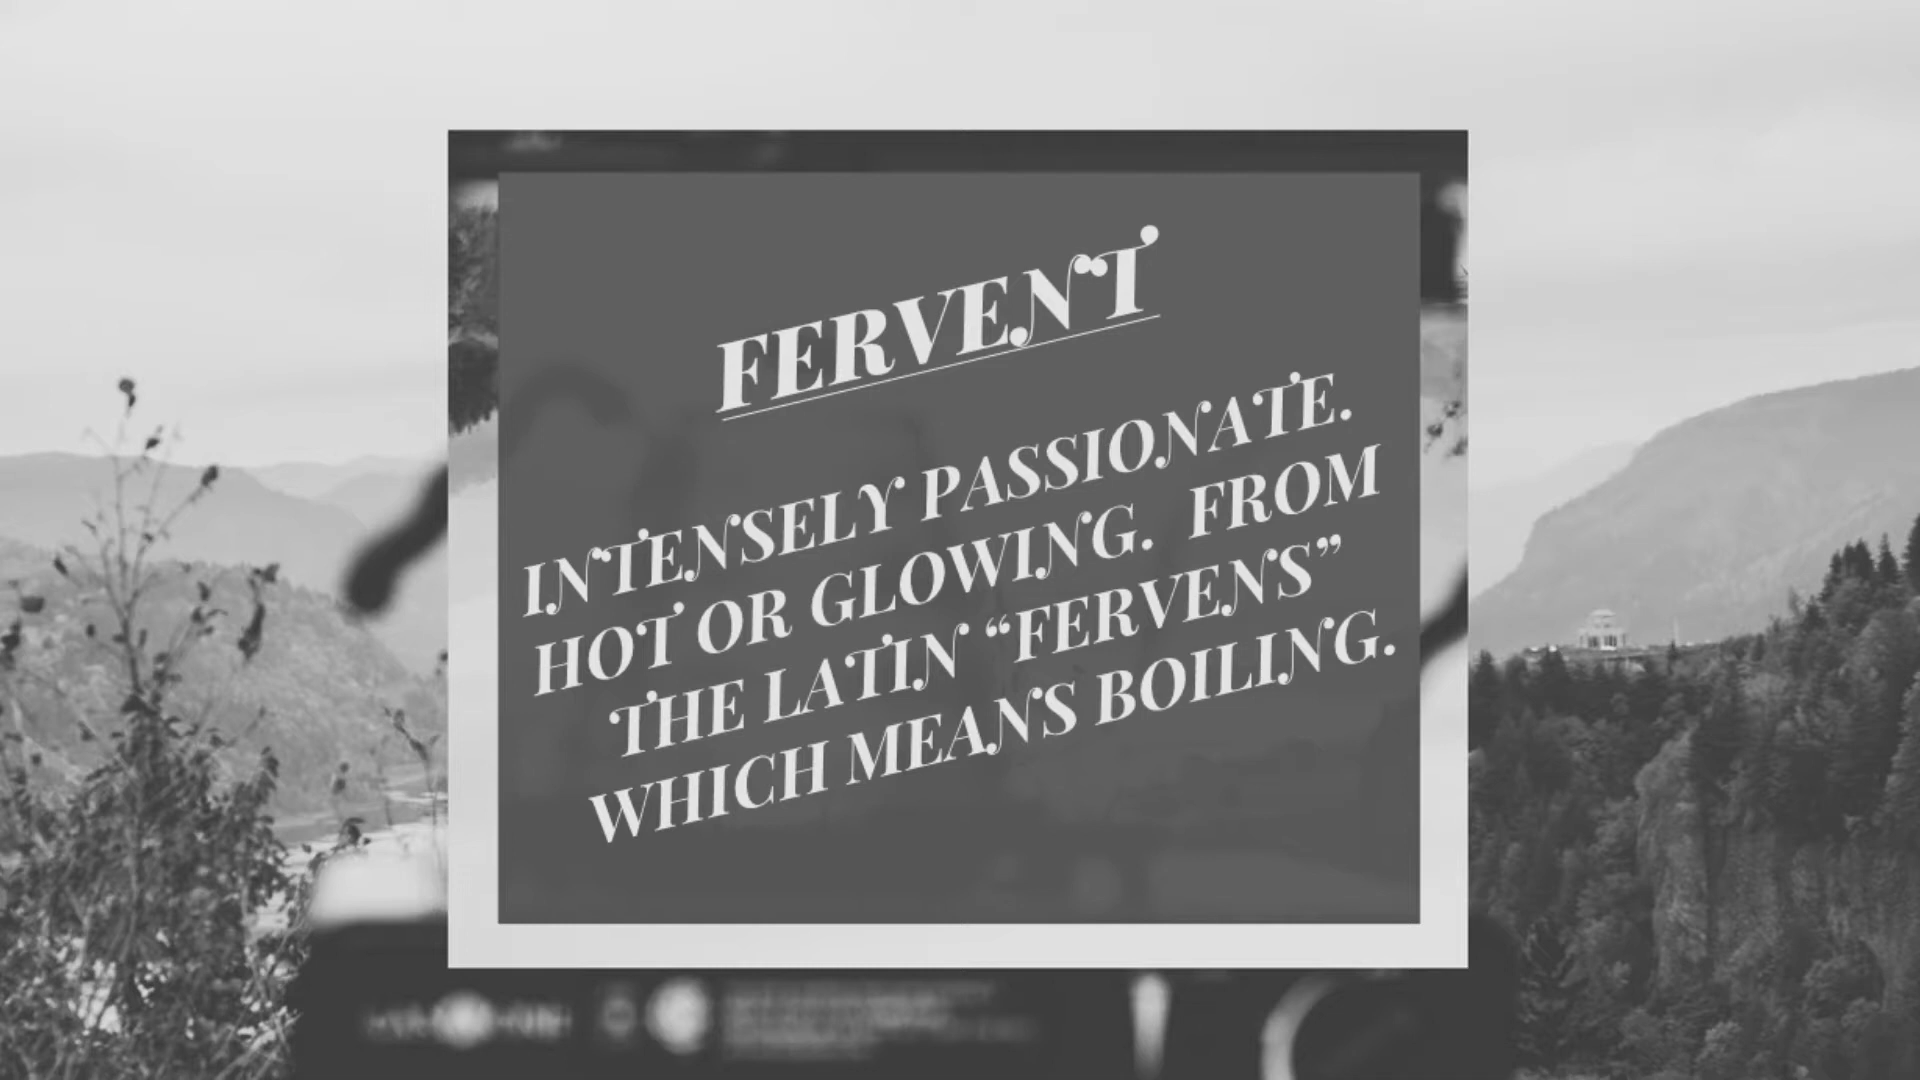 FERVENT
INTENSELY PASSIONATE.
HOT OR GLOWING. FROM
THE LATIN “FERVENS”
WHICH MEANS BOILING.